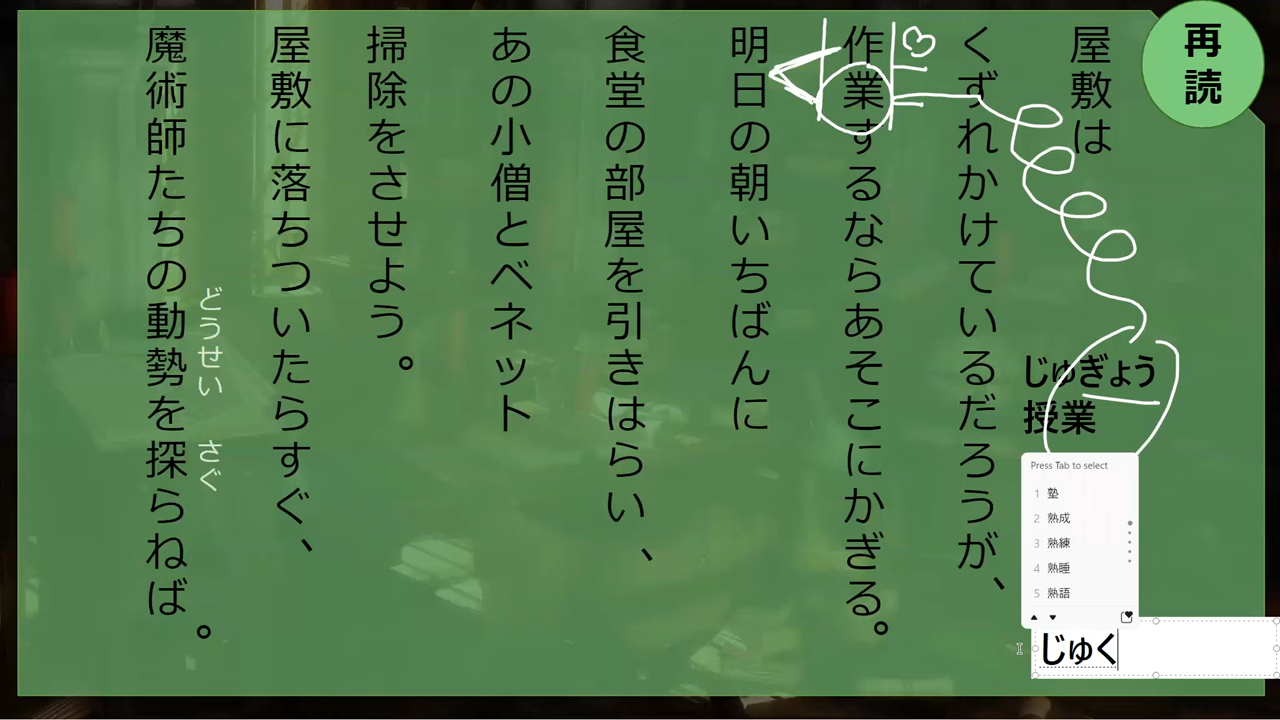 再読
屋敷は
くずれかけているだろうが、
作業するならあそこにかぎる。
明日の朝いちばんに
食堂の部屋を引きはらい、
あの小僧とベネット
掃除をさせよう。
屋敷に落ちついたらすぐ、
どうせい さぐ
魔術師たちの動勢を探らねば。
じゅぎょう
授業
Press Tab to select
1 塾
2 熟成
3 熟練
4 熟睡
5 熟語
じゅく